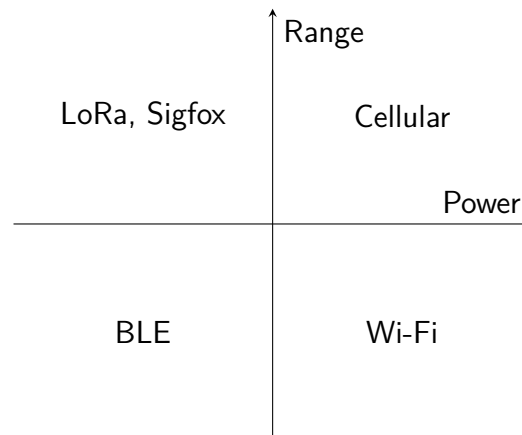 Range
LoRa, Sigfox
Cellular
Power
BLE
Wi-Fi